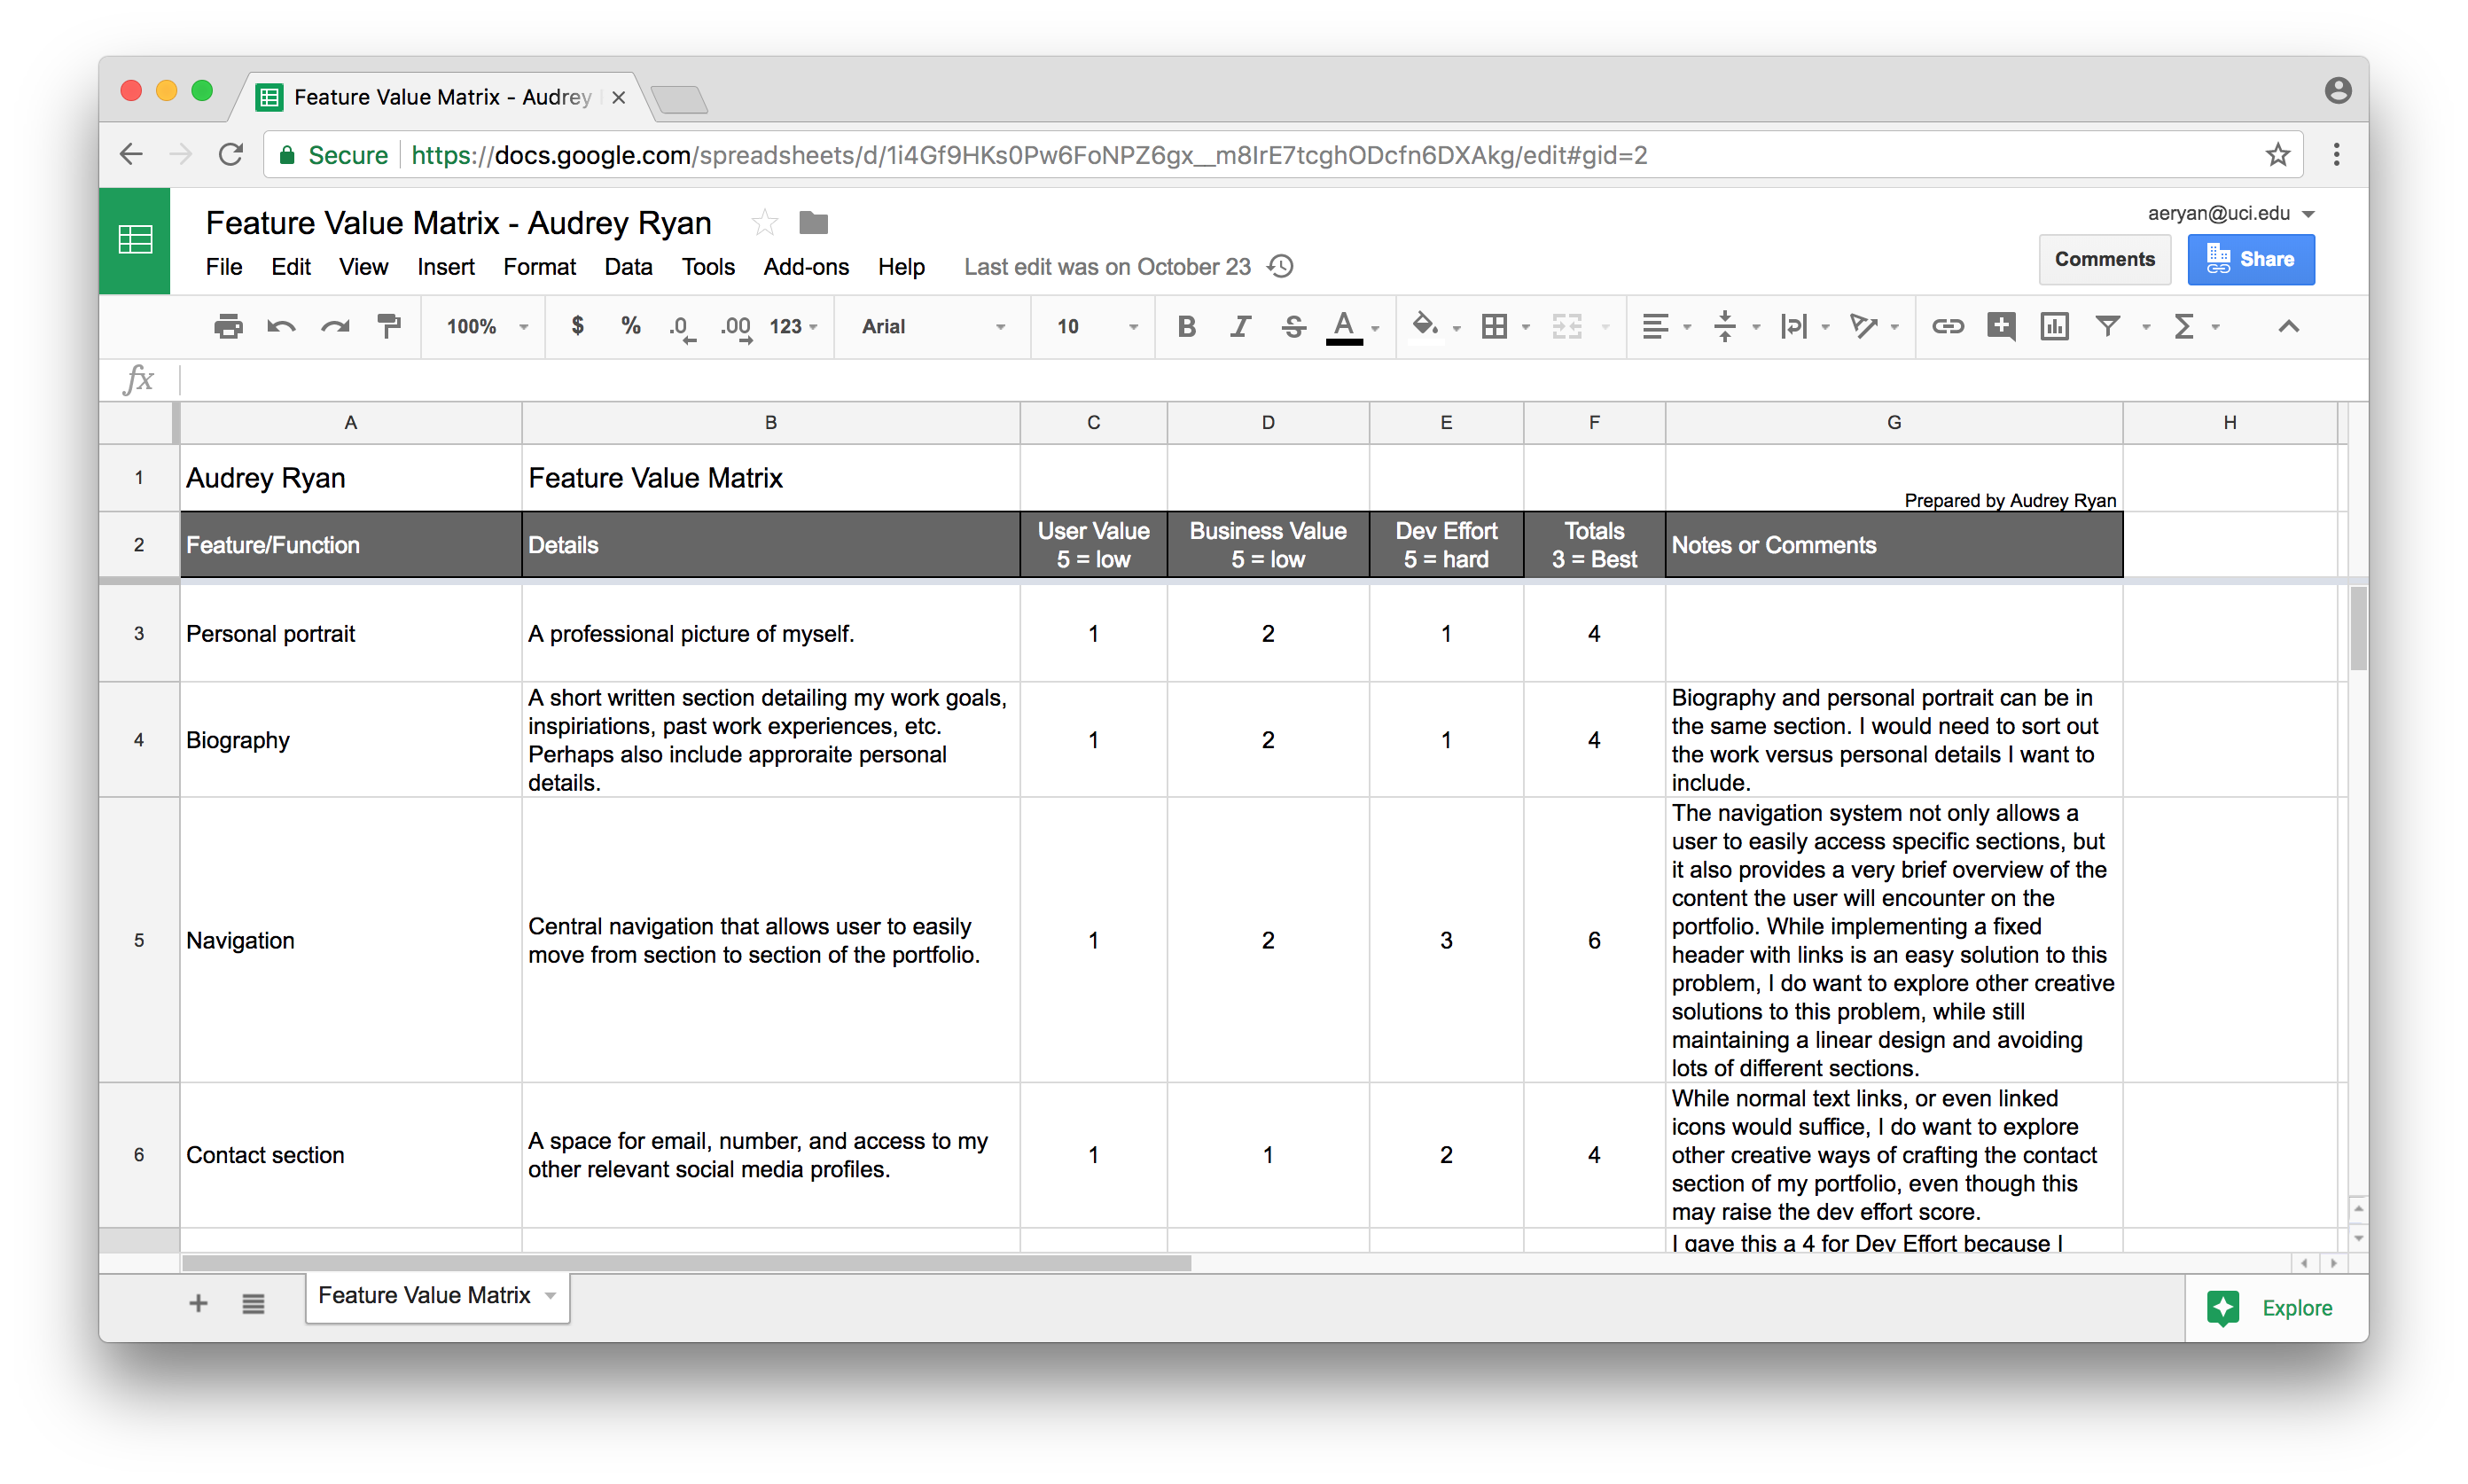 Feature Value Matrix - Audrey
Secure https://docs.google.com/spreadsheets/d/1i4Gf9HKs0Pw6FoNPZ6gx__m8IrE7tcghODcfn6DXAkg/edit#gid=2
Feature Value Matrix - Audrey Ryan
aeryan@uci.edu
File Edit View Insert Format Data Tools Add-ons Help Last edit was on October 23
Comments Share
100% $ % .0 .00 123 Arial 10 B I S A
fx
A B C D E F G H
1 Audrey Ryan Feature Value Matrix Prepared by Audrey Ryan
2 Feature/Function Details
User Value
5 = low
Business Value
5 = low
Dev Effort
5 = hard
Totals
3 = Best
Notes or Comments
3 Personal portrait A professional picture of myself. 1 2 1 4
4 Biography
A short written section detailing my work goals,
inspiriations, past work experiences, etc.
Perhaps also include approraite personal
details.
1 2 1 4
Biography and personal portrait can be in
the same section. I would need to sort out
the work versus personal details I want to
include.
5 Navigation
Central navigation that allows user to easily
move from section to section of the portfolio.
1 2 3 6
The navigation system not only allows a
user to easily access specific sections, but
it also provides a very brief overview of the
content the user will encounter on the
portfolio. While implementing a fixed
header with links is an easy solution to this
problem, I do want to explore other creative
solutions to this problem, while still
maintaining a linear design and avoiding
lots of different sections.
6 Contact section
A space for email, number, and access to my
other relevant social media profiles.
1 1 2 4
While normal text links, or even linked
icons would suffice, I do want to explore
other creative ways of crafting the contact
section of my portfolio, even though this
may raise the dev effort score.
I gave this a 4 for Dev Effort because I
Feature Value Matrix
Explore